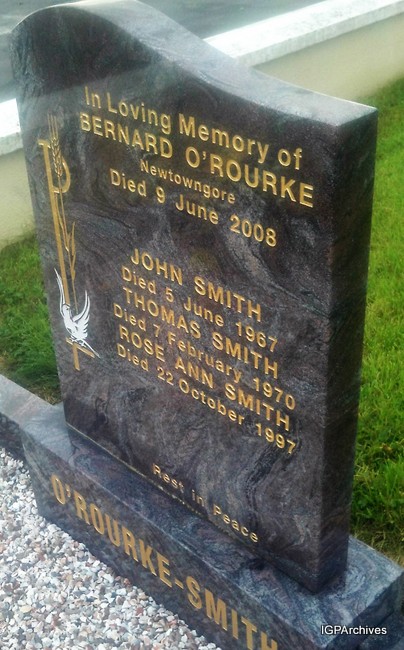 In Loving Memory of
BERNARD O'ROURKE
Newtowngore
Died 9 June 2008
JOHN SMITH
Died 5 June 1967
THOMAS SMITH
Died 7 February 1970
ROSE ANN SMITH
Died 22 October 1997
Rest in Peace
O'ROURKE-SMITH
IGPArchives